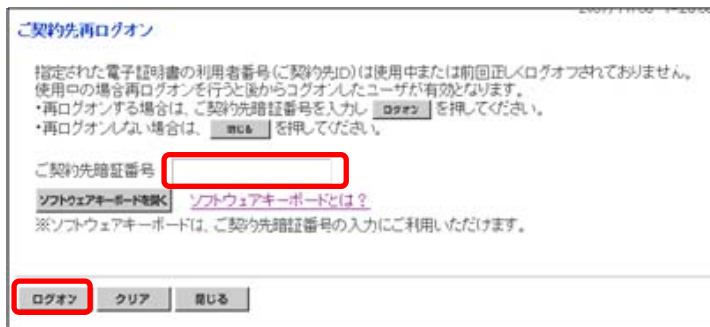 ご契約先再ログオン
指定された電子証明書の利用者番号(ご契約先ID)は使用中または前回正しくログオフされておりません。
使用中の場合再ログオンを行うと後からログオンしたユーザが有効となります。
・再ログオンする場合は、ご契約先暗証番号を入力し ログオン を押してください。
・再ログオンしない場合は、 閉じる を押してください。
ご契約先暗証番号
ソフトウェアキーボードを開く ソフトウェアキーボードとは?
※ソフトウェアキーボードは、ご契約先暗証番号の入力にご利用いただけます。
ログオン クリア 閉じる